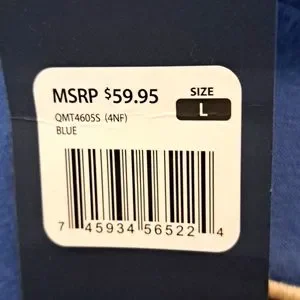 MSRP $59.95 SIZE
QMT4605S (4NF) L
BLUE
7 45934 56522 4